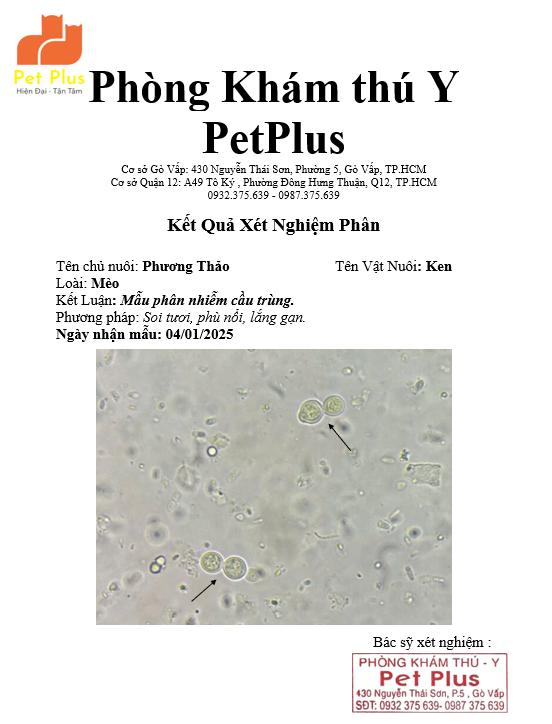 Pet Plus
Hiện Đại - Tận Tâm
Phòng Khám thú Y
PetPlus
Cơ sở Gò Vấp: 430 Nguyễn Thái Sơn, Phường 5, Gò Vấp, TP.HCM
Cơ sở Quận 12: A49 Tô Ký , Phường Đông Hưng Thuận, Q12, TP.HCM
0932.375.639 - 0987.375.639
Kết Quả Xét Nghiệm Phân
Tên chủ nuôi: Phương Thảo Tên Vật Nuôi: Ken
Loài: Mèo
Kết Luận: Mẫu phân nhiễm cầu trùng.
Phương pháp: Soi tươi, phù nổi, lắng gạn.
Ngày nhận mẫu: 04/01/2025
Bác sỹ xét nghiệm :
PHÒNG KHÁM THÚ - Y
Pet Plus
430 Nguyễn Thái Sơn, P.5 , Gò Vấp
SĐT: 0932 375 639- 0987 375 639